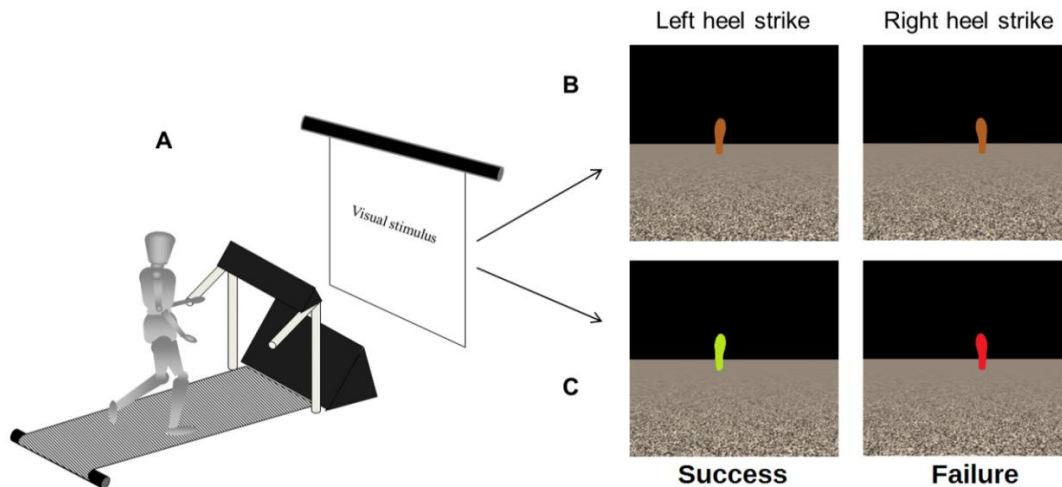 Left heel strike
Right heel strike
B
A
Visual stimulus
C
Success
Failure